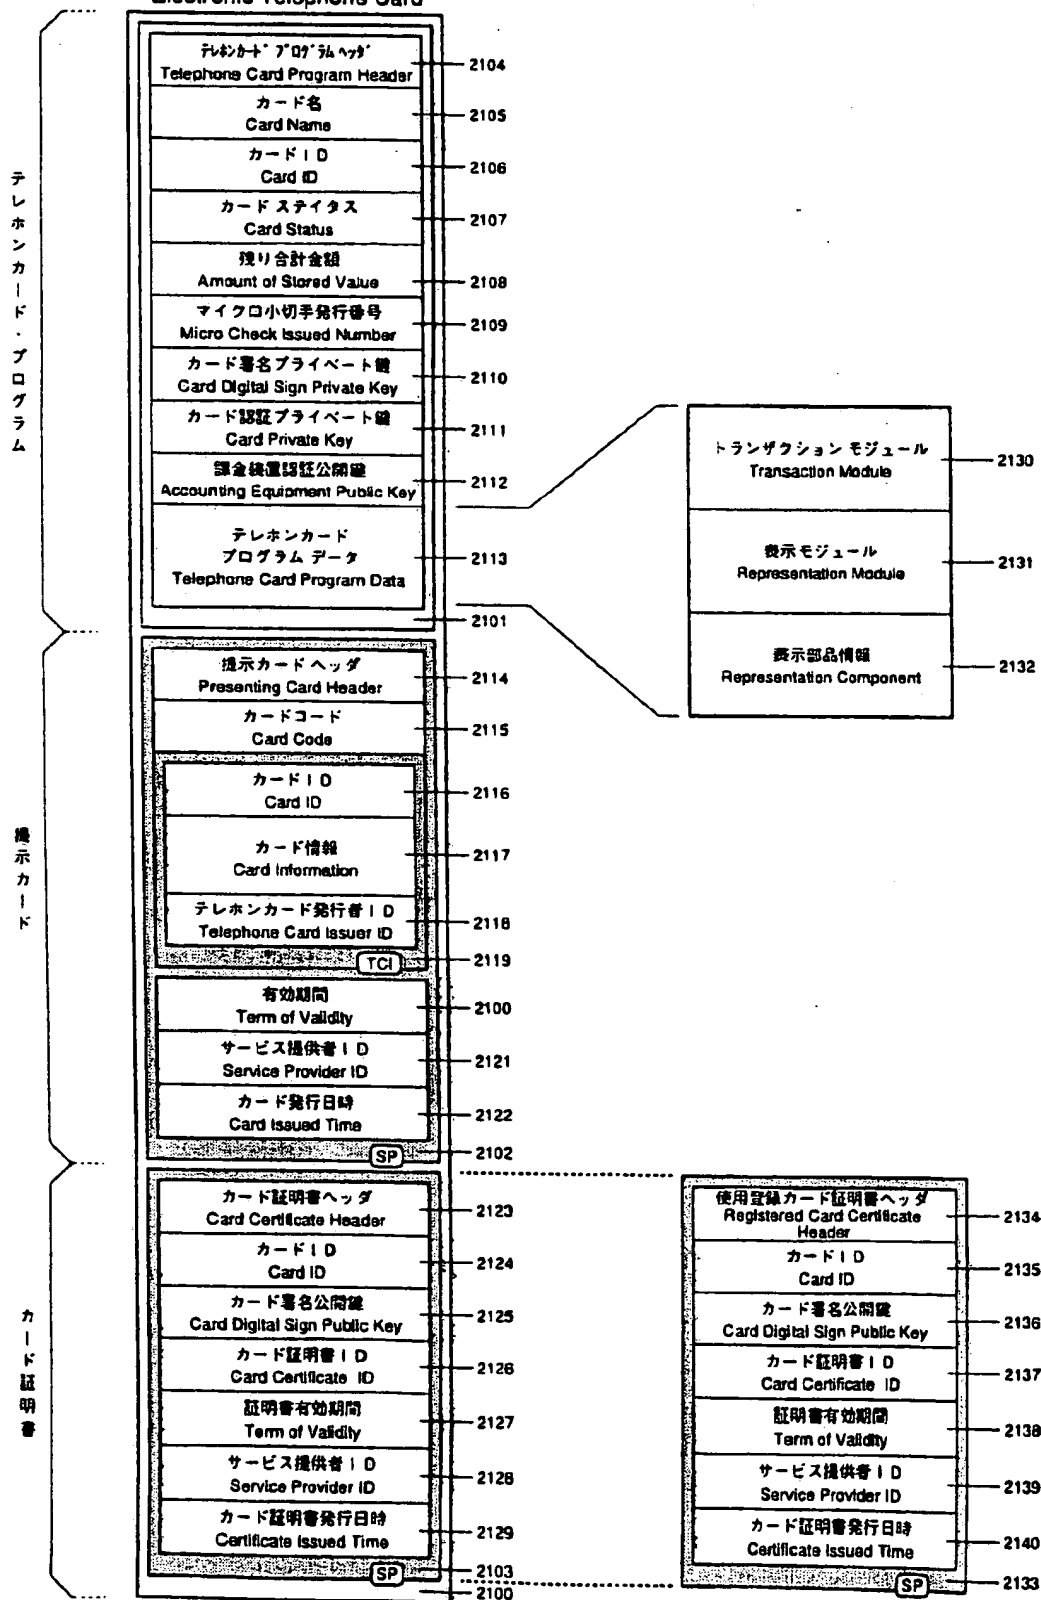 Electronic Telephone Card
テレホンカード・プログラム
テレホンカード プログラム ヘッダ
Telephone Card Program Header
2104
カード名
Card Name
2105
カードID
Card ID
2106
カード ステイタス
Card Status
2107
残り合計金額
Amount of Stored Value
2108
マイクロ小切手発行番号
Micro Check Issued Number
2109
カード署名プライベート鍵
Card Digital Sign Private Key
2110
カード認証プライベート鍵
Card Private Key
2111
課金装置認証公開鍵
Accounting Equipment Public Key
2112
テレホンカード
プログラム データ
Telephone Card Program Data
2113
2101
トランザクション モジュール
Transaction Module
2130
表示モジュール
Representation Module
2131
表示部品情報
Representation Component
2132
提示カード
提示カード ヘッダ
Presenting Card Header
2114
カードコード
Card Code
2115
カードID
Card ID
2116
カード情報
Card Information
2117
テレホンカード発行者ID
Telephone Card Issuer ID
2118
TCI
2119
有効期間
Term of Validity
2100
サービス提供者ID
Service Provider ID
2121
カード発行日時
Card Issued Time
2122
SP
2102
カード証明書
カード証明書ヘッダ
Card Certificate Header
2123
カードID
Card ID
2124
カード署名公開鍵
Card Digital Sign Public Key
2125
カード証明書ID
Card Certificate ID
2126
証明書有効期間
Term of Validity
2127
サービス提供者ID
Service Provider ID
2128
カード証明書発行日時
Certificate Issued Time
2129
SP
2103
2100
使用登録カード証明書ヘッダ
Registered Card Certificate
Header
2134
カードID
Card ID
2135
カード署名公開鍵
Card Digital Sign Public Key
2136
カード証明書ID
Card Certificate ID
2137
証明書有効期間
Term of Validity
2138
サービス提供者ID
Service Provider ID
2139
カード証明書発行日時
Certificate Issued Time
2140
SP
2133